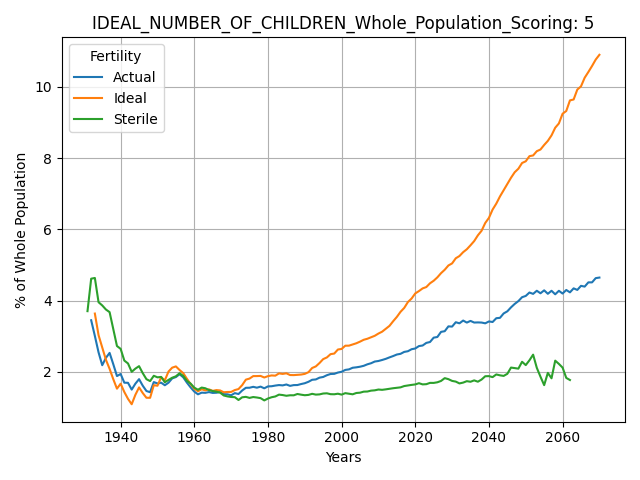 IDEAL_NUMBER_OF_CHILDREN_Whole_Population_Scoring: 5
Fertility
Actual
Ideal
Sterile
% of Whole Population
10
8
6
4
2
1940
1960
1980
2000
2020
2040
2060
Years